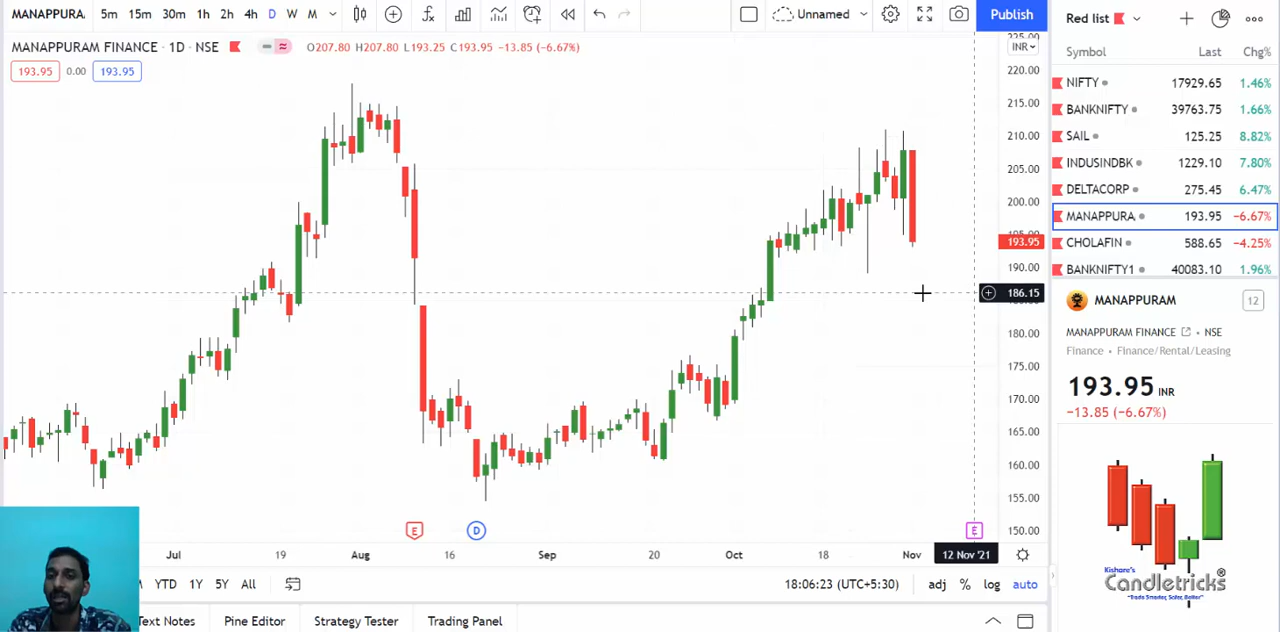 MANAPPURA. 5m 15m 30m 1h 2h 4h D W M Unnamed Publish
MANAPPURAM FINANCE · 1D · NSE O207.80 H207.80 L193.25 C193.95 −13.85 (−6.67%)
193.95 0.00 193.95
225.00
INR
220.00
215.00
210.00
205.00
200.00
195.00
193.95
190.00
186.15
180.00
175.00
170.00
165.00
160.00
155.00
150.00
E D E
Jul 19 Aug 16 Sep 20 Oct 18 Nov 12 Nov '21
YTD 1Y 5Y All 18:06:23 (UTC+5:30) adj % log auto
Text Notes Pine Editor Strategy Tester Trading Panel
Red list
Symbol Last Chg%
NIFTY 17929.65 1.46%
BANKNIFTY 39763.75 1.66%
SAIL 125.25 8.82%
INDUSINDBK 1229.10 7.80%
DELTACORP 275.45 6.47%
MANAPPURA 193.95 −6.67%
CHOLAFIN 588.65 −4.25%
BANKNIFTY1 40083.10 1.96%
MANAPPURAM 12
MANAPPURAM FINANCE · NSE
Finance · Finance/Rental/Leasing
193.95 INR
−13.85 (−6.67%)
Kishore's
Candletricks®
"Trade Smarter, Safer, Better"